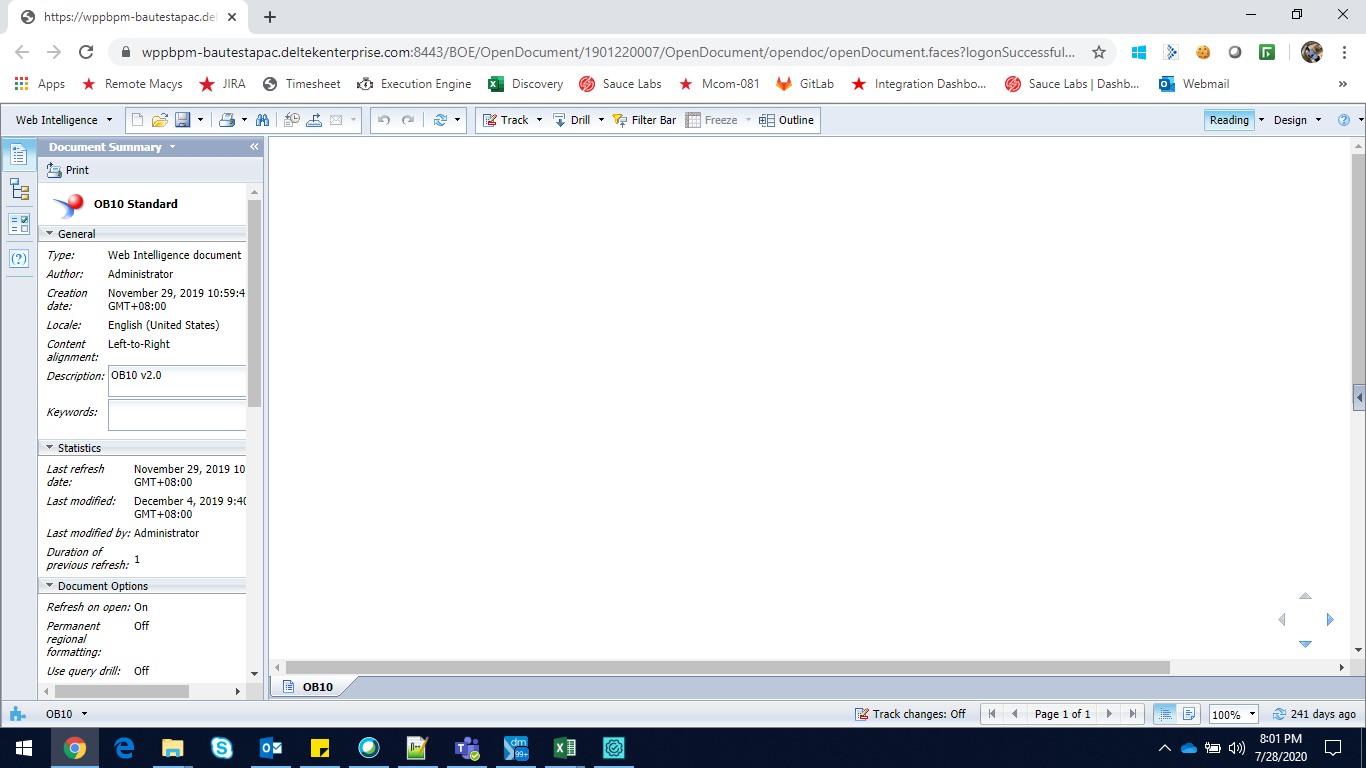 https://wppbpm-bautestapac.del
wppbpm-bautestapac.deltekenterprise.com:8443/BOE/OpenDocument/1901220007/OpenDocument/opendoc/openDocument.faces?logonSuccessful...
Apps Remote Macys JIRA Timesheet Execution Engine Discovery Sauce Labs Mcom-081 GitLab Integration Dashbo... Sauce Labs | Dashb... Webmail »
Web Intelligence Track Drill Filter Bar Freeze Outline Reading Design
Document Summary «
Print
OB10 Standard
General
Type: Web Intelligence document
Author: Administrator
Creation date: November 29, 2019 10:59:4
GMT+08:00
Locale: English (United States)
Content alignment: Left-to-Right
Description: OB10 v2.0
Keywords:
Statistics
Last refresh date: November 29, 2019 10
GMT+08:00
Last modified: December 4, 2019 9:40
GMT+08:00
Last modified by: Administrator
Duration of previous refresh: 1
Document Options
Refresh on open: On
Permanent regional formatting: Off
Use query drill: Off
OB10
OB10 Track changes: Off Page 1 of 1 100% 241 days ago
dm
99+
8:01 PM
7/28/2020